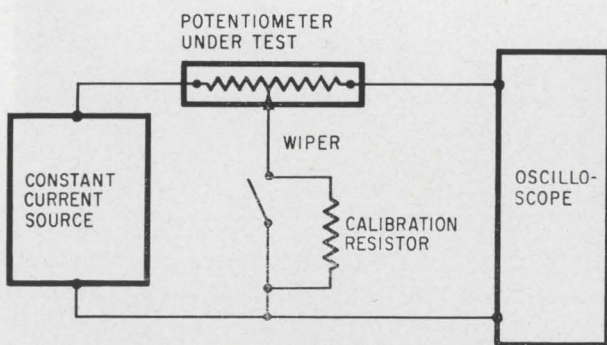 POTENTIOMETER
UNDER TEST
WIPER
CONSTANT
CURRENT
SOURCE
CALIBRATION
RESISTOR
OSCILLO-
SCOPE